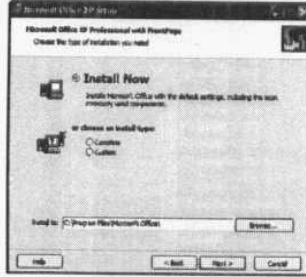 Microsoft Office XP Setup
Microsoft Office XP Professional with FrontPage
Choose the type of installation you need
Install Now
Installs Microsoft Office with the default settings, including the most
commonly used components.
or choose an install type:
Complete
Custom
Install to:
C:\Program Files\Microsoft Office\
Browse...
Help
< Back
Next >
Cancel